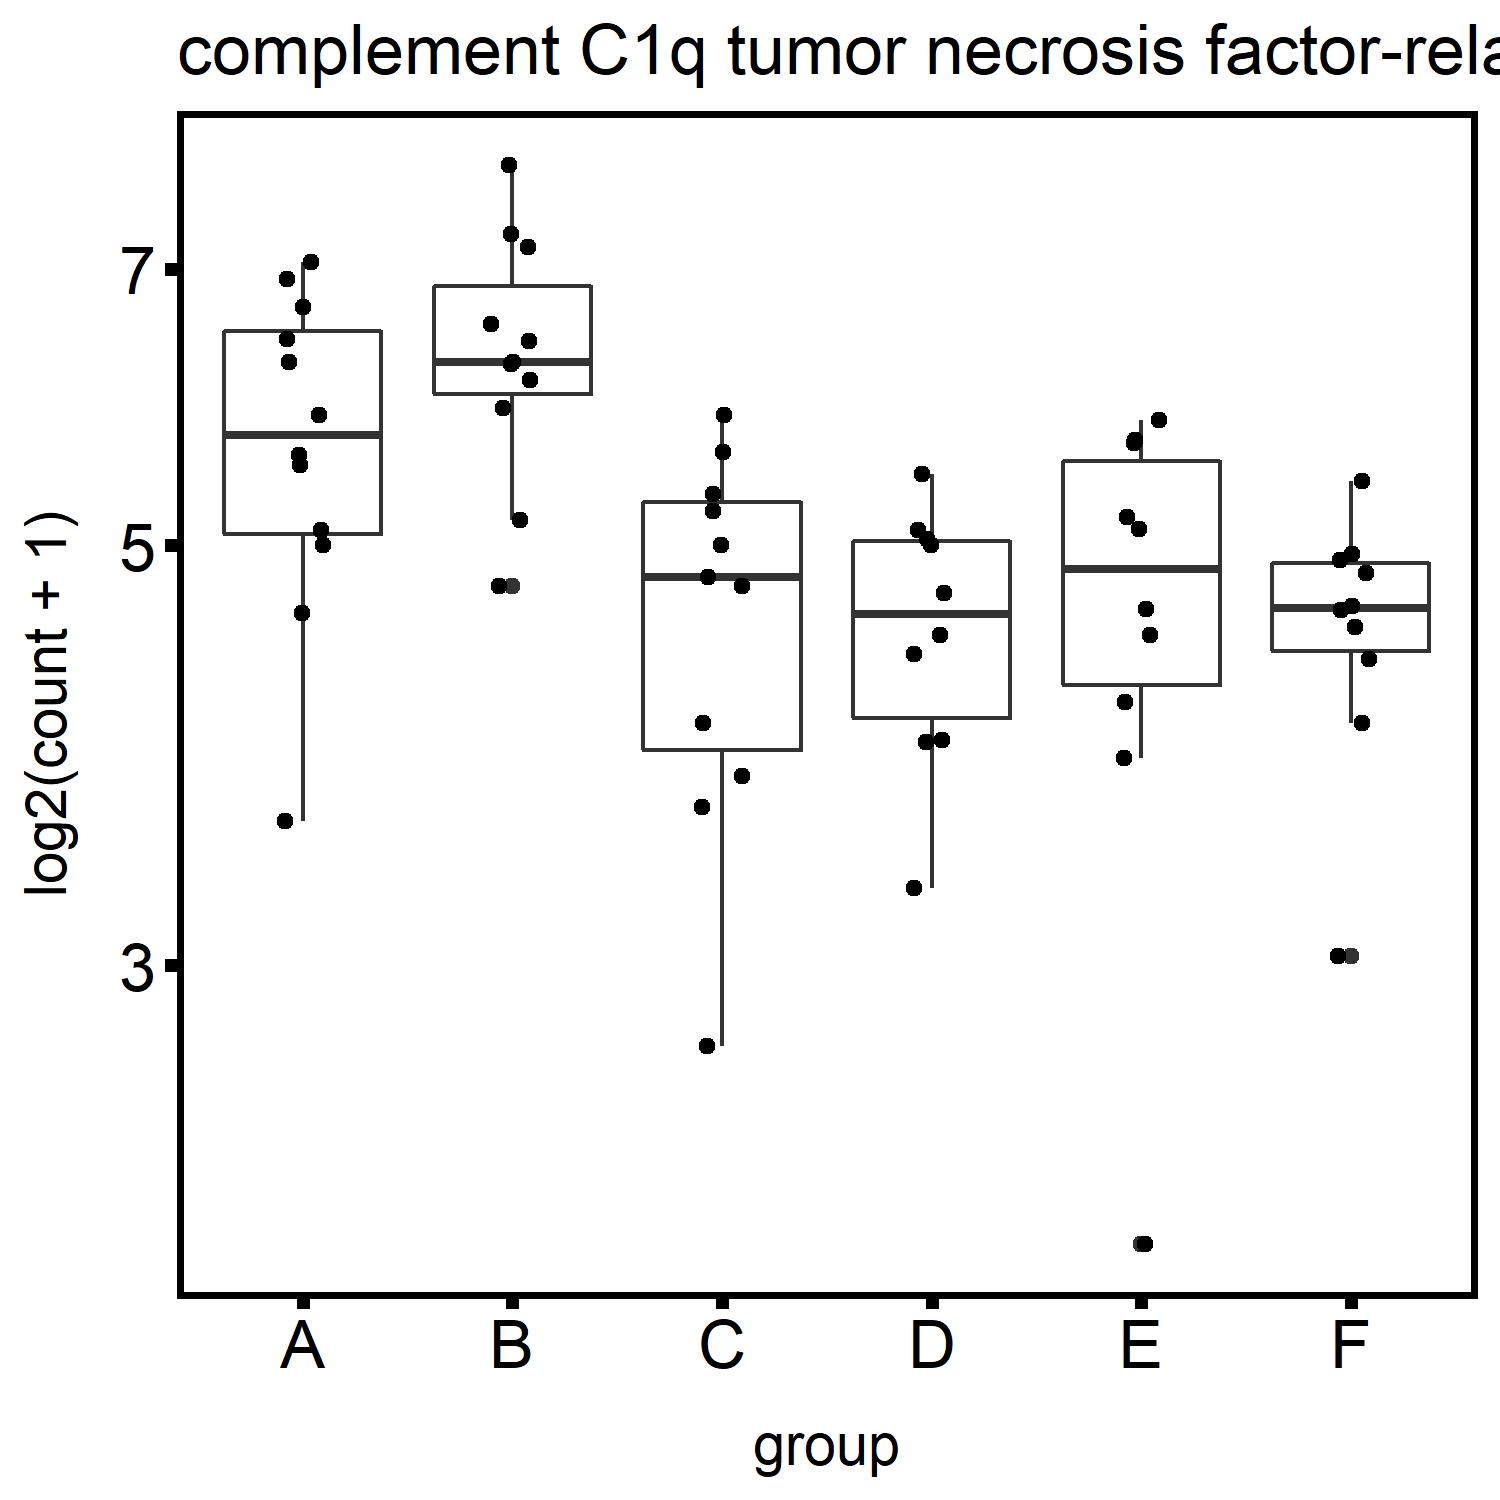 complement C1q tumor necrosis factor-rela
7
5
3
log2(count + 1)
A B C D E F
group